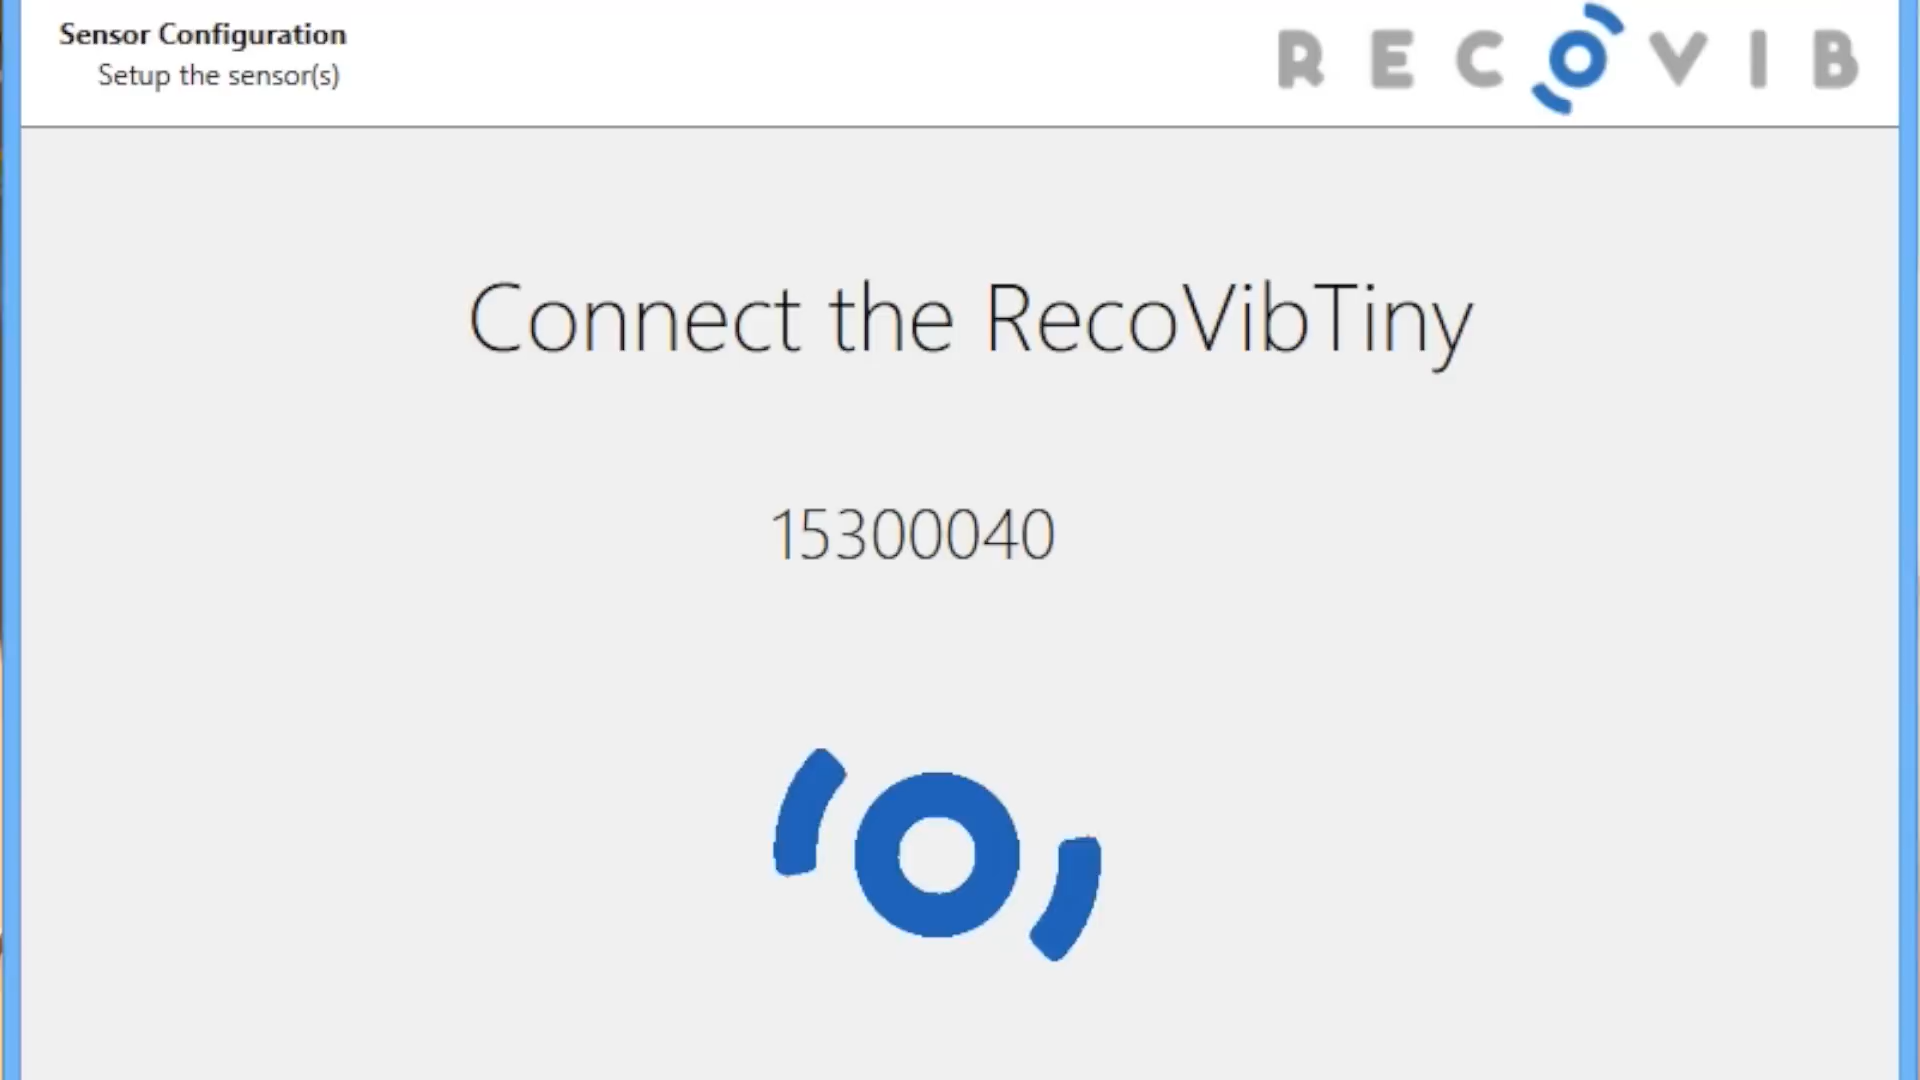 Sensor Configuration
Setup the sensor(s)
RECOVIB
Connect the RecoVibTiny
15300040